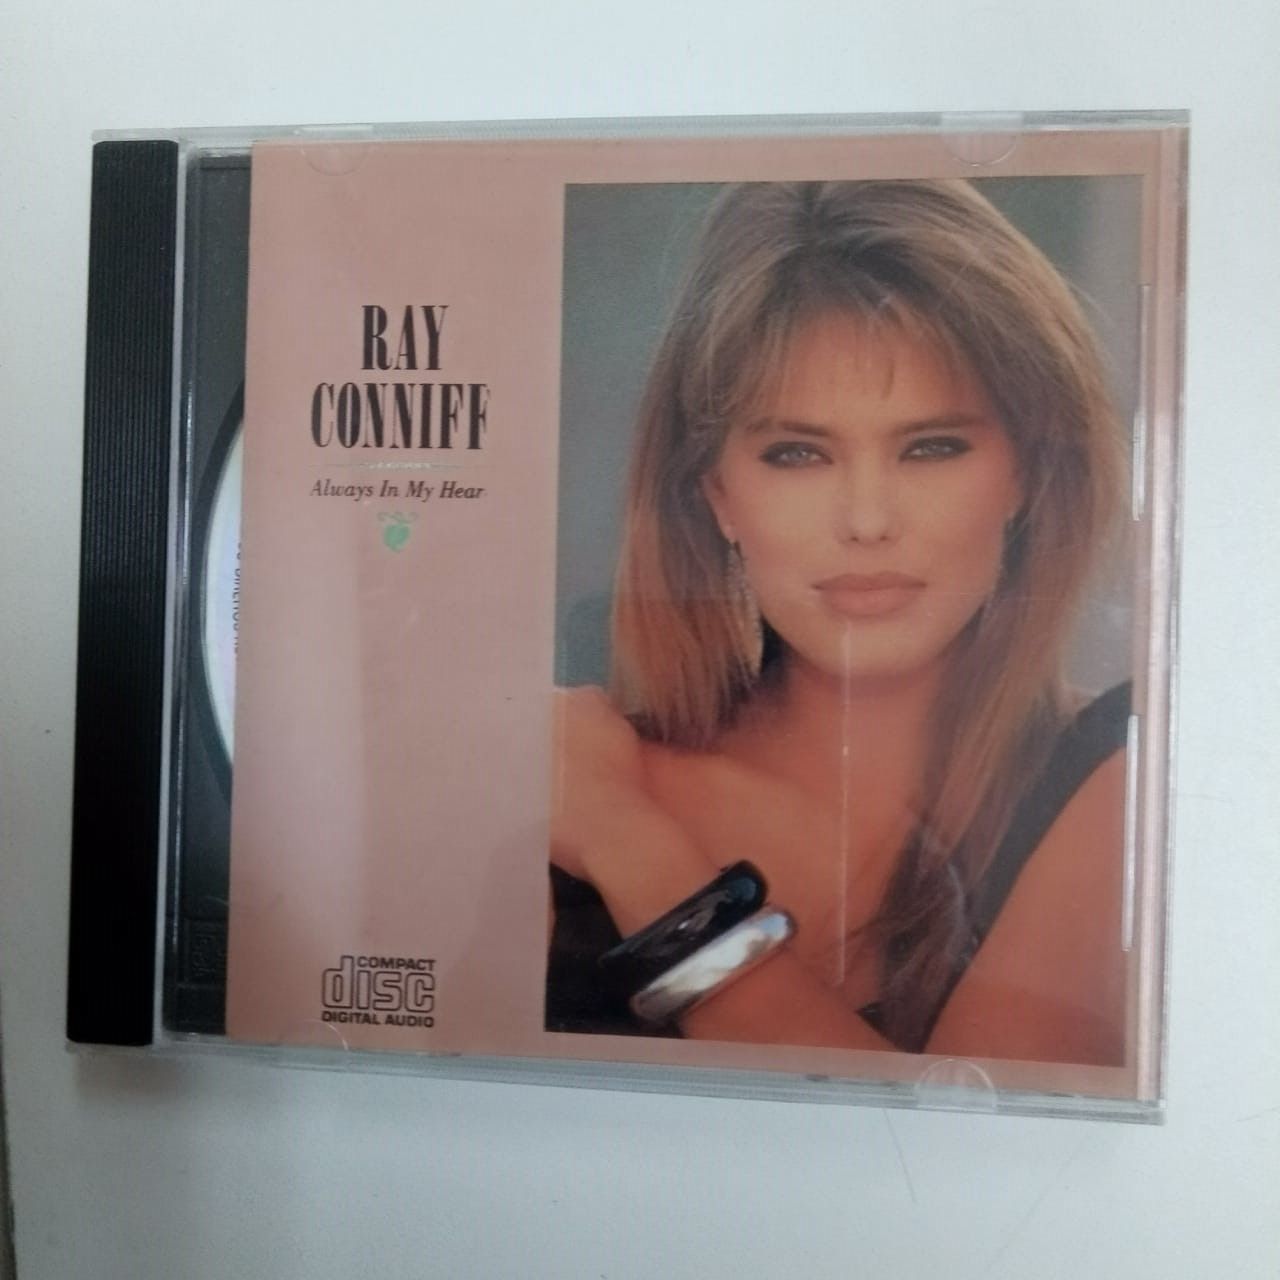 RAY
CONNIFF
Always In My Hear
COMPACT
disc
DIGITAL AUDIO